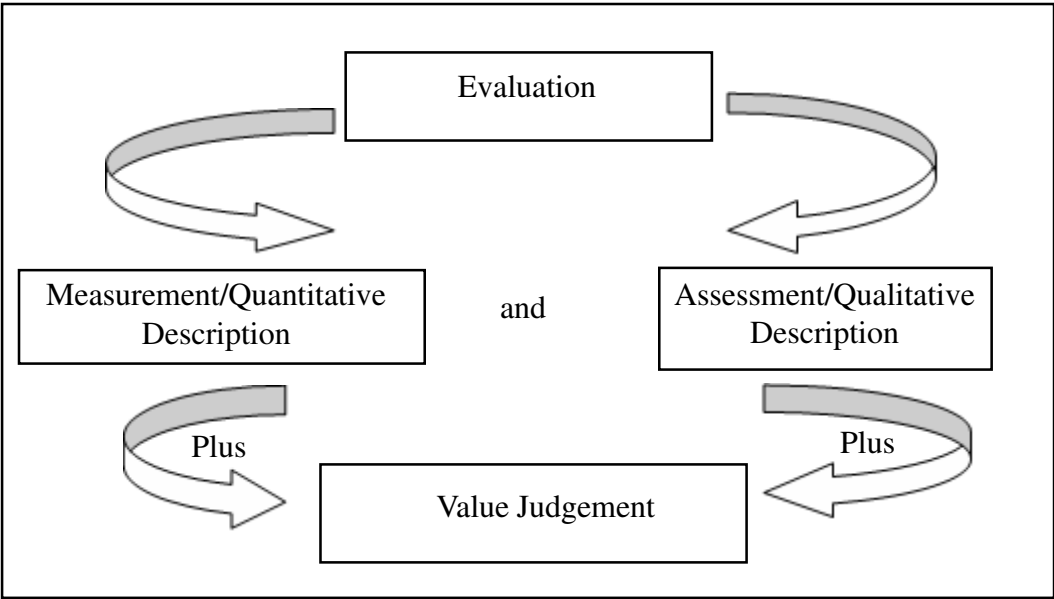 Evaluation
Measurement/Quantitative
Description
and
Assessment/Qualitative
Description
Plus
Plus
Value Judgement